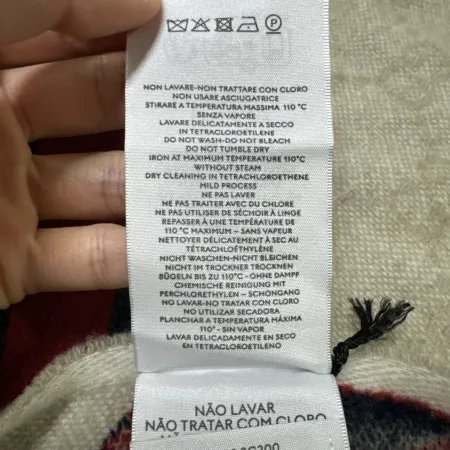 NON LAVARE-NON TRATTARE CON CLORO
NON USARE ASCIUGATRICE
STIRARE A TEMPERATURA MASSIMA 110 °C
SENZA VAPORE
LAVARE DELICATAMENTE A SECCO
IN TETRACLOROETILENE
DO NOT WASH-DO NOT BLEACH
DO NOT TUMBLE DRY
IRON AT MAXIMUM TEMPERATURE 110°C
WITHOUT STEAM
DRY CLEANING IN TETRACHLOROETHENE
MILD PROCESS
NE PAS LAVER
NE PAS TRAITER AVEC DU CHLORE
NE PAS UTILISER DE SÉCHOIR À LINGE
REPASSER À UNE TEMPÉRATURE DE
110 °C MAXIMUM – SANS VAPEUR
NETTOYER DÉLICATEMENT À SEC AU
TÉTRACHLOÉTHYLÈNE
NICHT WASCHEN-NICHT BLEICHEN
NICHT IM TROCKNER TROCKNEN
BÜGELN BIS ZU 110°C - OHNE DAMPF
CHEMISCHE REINIGUNG MIT
PERCHLORETHYLEN – SCHONGANG
NO LAVAR-NO TRATAR CON CLORO
NO UTILIZAR SECADORA
PLANCHAR A TEMPERATURA MÁXIMA
110° - SIN VAPOR
LAVAR DELICADAMENTE EN SECO
EN TETRACLOROETILENO
NÃO LAVAR
NÃO TRATAR COM CLORO